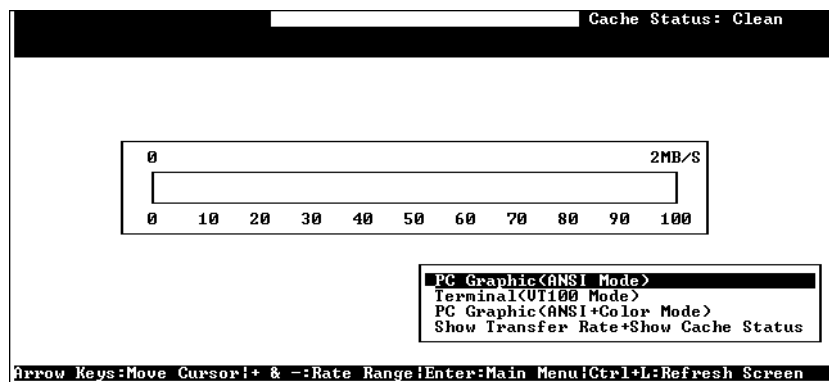 Cache Status: Clean
0 2MB/S
0 10 20 30 40 50 60 70 80 90 100
PC Graphic(ANSI Mode)
Terminal(VT100 Mode)
PC Graphic(ANSI+Color Mode)
Show Transfer Rate+Show Cache Status
Arrow Keys:Move Cursor|+ & -:Rate Range|Enter:Main Menu|Ctrl+L:Refresh Screen